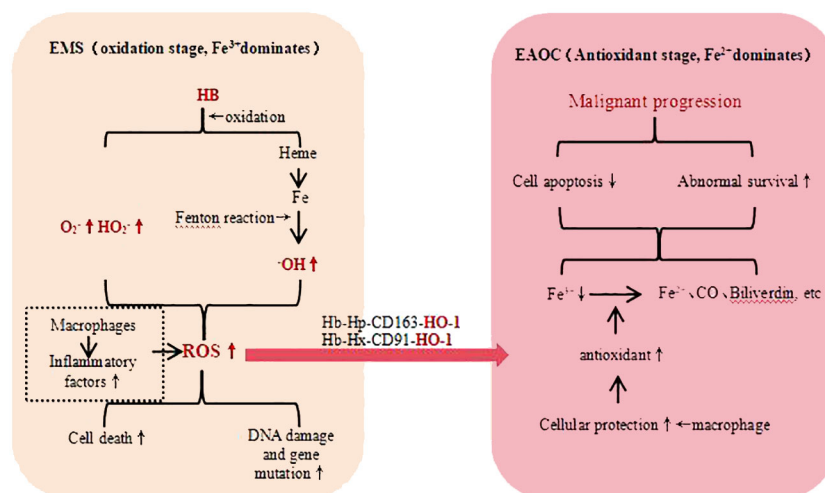 EMS（oxidation stage, Fe³⁺dominates）
HB
←oxidation
Heme
Fe
Fenton reaction→
O₂⁻↑ HO₂⁻↑
·OH↑
Macrophages
Inflammatory
factors ↑
ROS ↑
Cell death ↑
DNA damage
and gene
mutation ↑
Hb-Hp-CD163-HO-1
Hb-Hx-CD91-HO-1
EAOC（Antioxidant stage, Fe²⁺dominates）
Malignant progression
Cell apoptosis ↓
Abnormal survival ↑
Fe³⁺↓
Fe²⁺、CO、Biliverdin, etc
antioxidant ↑
Cellular protection ↑ ←macrophage